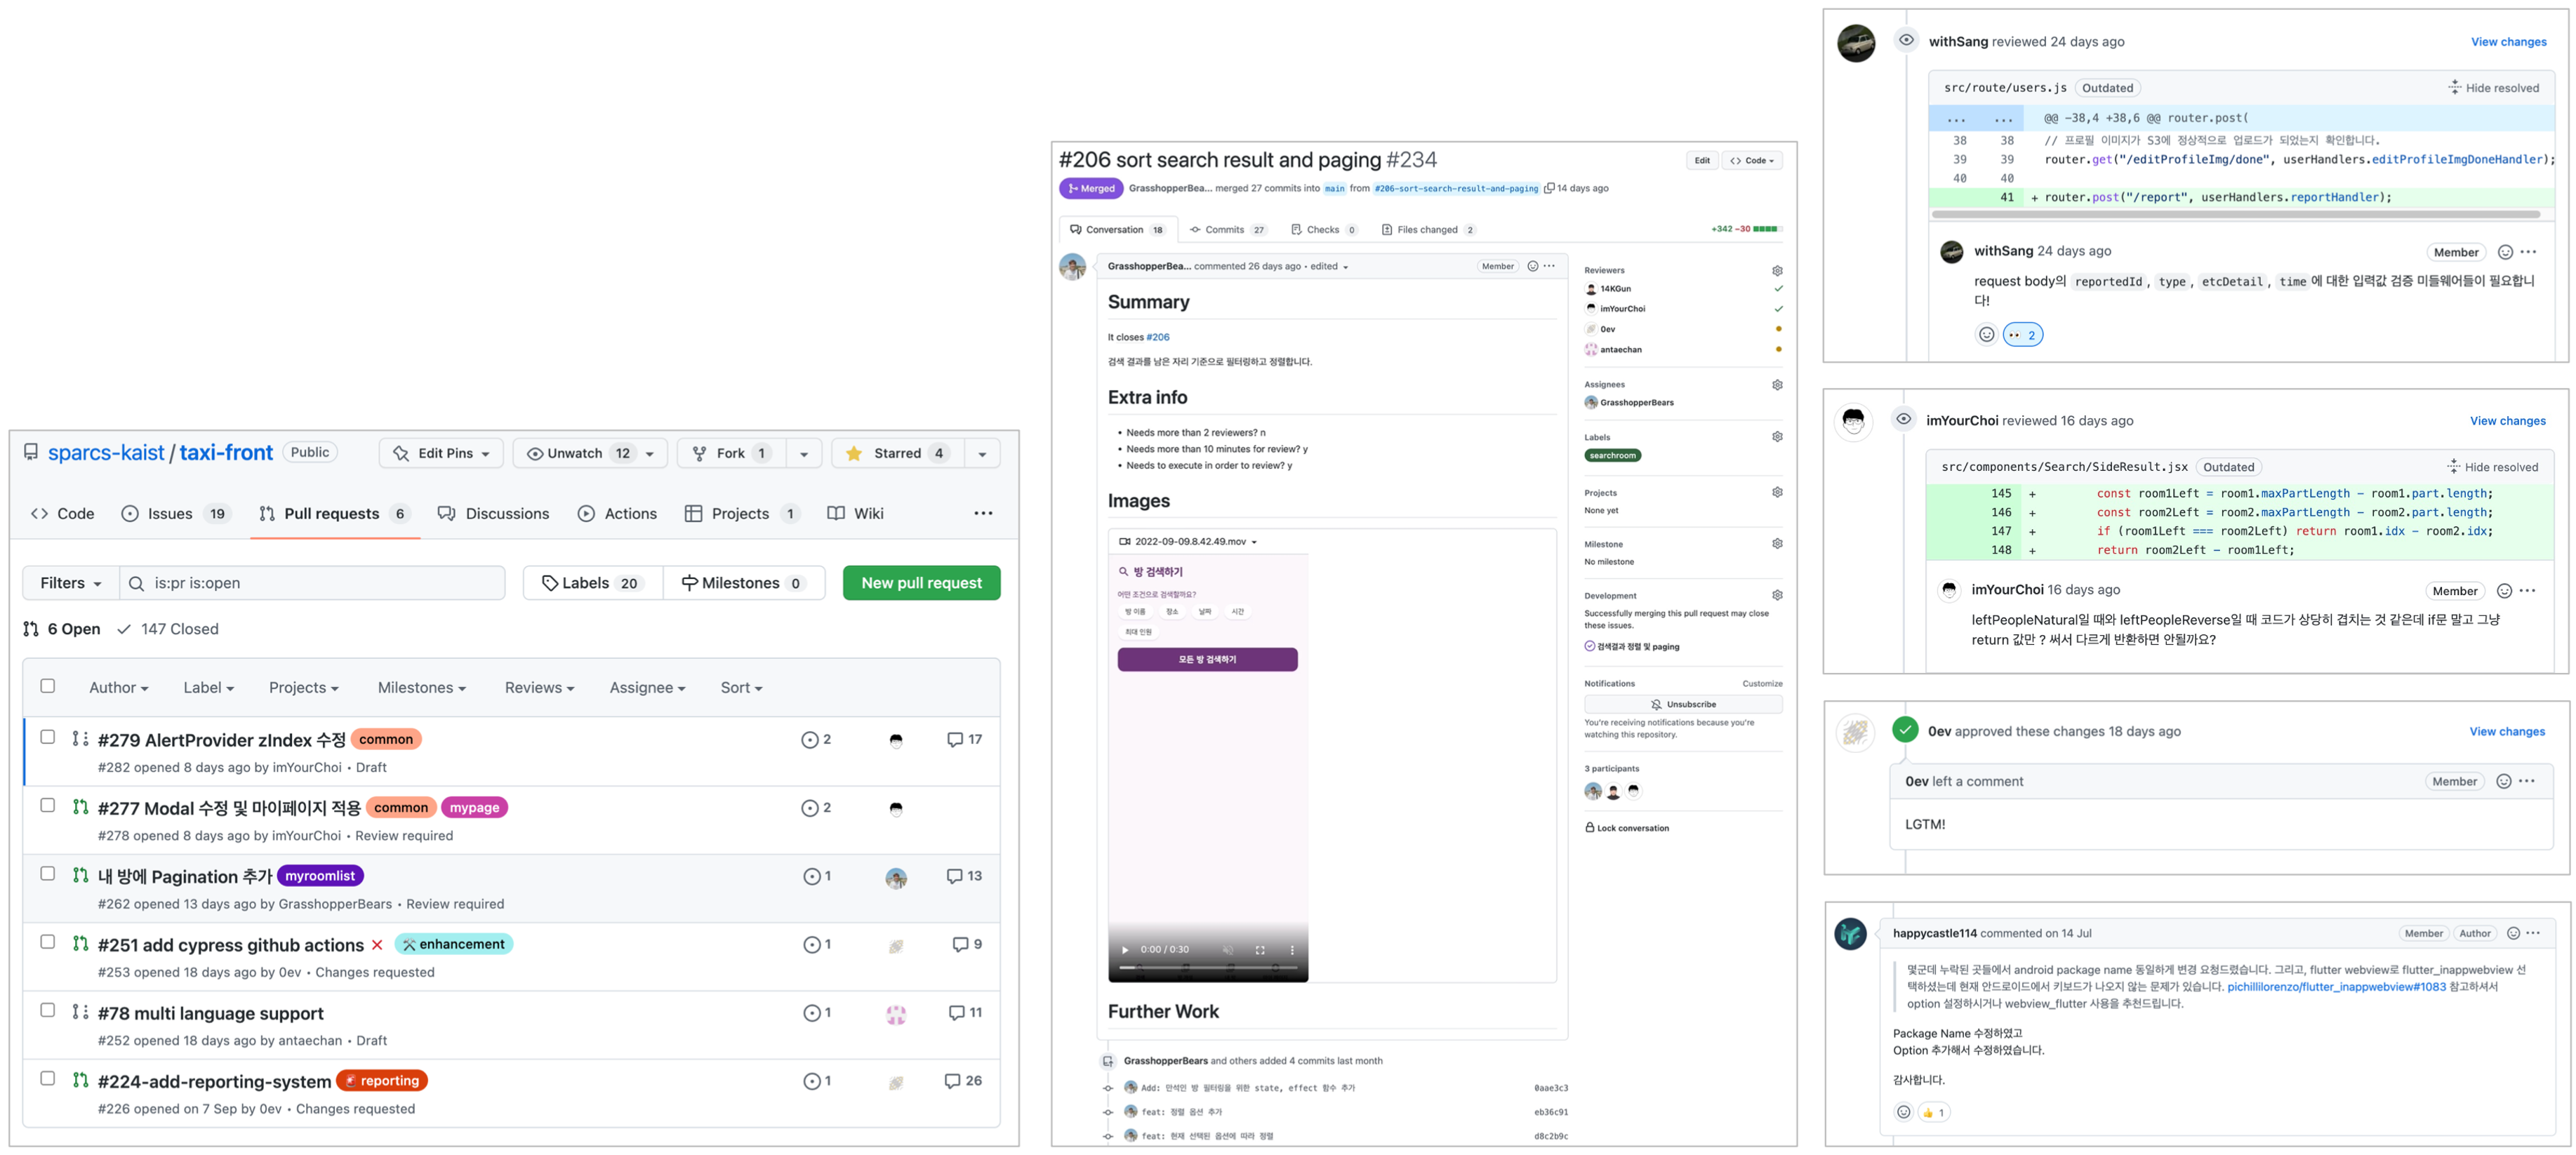 sparcs-kaist / taxi-front Public
Edit Pins
Unwatch 12
Fork 1
Starred 4
Code
Issues 19
Pull requests 6
Discussions
Actions
Projects 1
Wiki
Filters
is:pr is:open
Labels 20
Milestones 0
New pull request
6 Open
147 Closed
Author
Label
Projects
Milestones
Reviews
Assignee
Sort
#279 AlertProvider zIndex 수정 common 2 17
#282 opened 8 days ago by imYourChoi • Draft
#277 Modal 수정 및 마이페이지 적용 common mypage 2
#278 opened 8 days ago by imYourChoi • Review required
내 방에 Pagination 추가 myroomlist 1 13
#262 opened 13 days ago by GrasshopperBears • Review required
#251 add cypress github actions enhancement 1 9
#253 opened 18 days ago by 0ev • Changes requested
#78 multi language support 1 11
#252 opened 18 days ago by antaechan • Draft
#224-add-reporting-system reporting 1 26
#226 opened on 7 Sep by 0ev • Changes requested
#206 sort search result and paging #234
Edit
<> Code
Merged GrasshopperBea... merged 27 commits into main from #206-sort-search-result-and-paging 14 days ago
Conversation 18
Commits 27
Checks 0
Files changed 2
+342 −30
GrasshopperBea... commented 26 days ago • edited
Member
Summary
It closes #206
검색 결과를 남은 자리 기준으로 필터링하고 정렬합니다.
Extra info
• Needs more than 2 reviewers? n
• Needs more than 10 minutes for review? y
• Needs to execute in order to review? y
Images
2022-09-09.8.42.49.mov
방 검색하기
어떤 조건으로 검색할까요?
방 이름 장소 날짜 시간
최대 인원
모든 방 검색하기
0:00 / 0:30
Further Work
GrasshopperBears and others added 4 commits last month
Add: 만석인 방 필터링을 위한 state, effect 함수 추가 0aae3c3
feat: 정렬 옵션 추가 eb36c91
feat: 현재 선택된 옵션에 따라 정렬 d8c2b9c
Reviewers
14KGun
imYourChoi
0ev
antaechan
Assignees
GrasshopperBears
Labels
searchroom
Projects
None yet
Milestone
No milestone
Development
Successfully merging this pull request may close
these issues.
검색결과 정렬 및 paging
Notifications
Customize
Unsubscribe
You're receiving notifications because you're
watching this repository.
3 participants
Lock conversation
withSang reviewed 24 days ago
View changes
src/route/users.js Outdated
Hide resolved
... ... @@ -38,4 +38,6 @@ router.post(
38 38 // 프로필 이미지가 S3에 정상적으로 업로드가 되었는지 확인합니다.
39 39 router.get("/editProfileImg/done", userHandlers.editProfileImgDoneHandler);
40 40
41 + router.post("/report", userHandlers.reportHandler);
withSang 24 days ago
Member
request body의 reportedId, type, etcDetail, time에 대한 입력값 검증 미들웨어들이 필요합니
다!
2
imYourChoi reviewed 16 days ago
View changes
src/components/Search/SideResult.jsx Outdated
Hide resolved
145 + const room1Left = room1.maxPartLength - room1.part.length;
146 + const room2Left = room2.maxPartLength - room2.part.length;
147 + if (room1Left === room2Left) return room1.idx - room2.idx;
148 + return room2Left - room1Left;
imYourChoi 16 days ago
Member
leftPeopleNatural일 때와 leftPeopleReverse일 때 코드가 상당히 겹치는 것 같은데 if문 말고 그냥
return 값만 ? 써서 다르게 반환하면 안될까요?
0ev approved these changes 18 days ago
View changes
0ev left a comment
Member
LGTM!
happycastle114 commented on 14 Jul
Member
Author
몇군데 누락된 곳들에서 android package name 동일하게 변경 요청드렸습니다. 그리고, flutter webview로 flutter_inappwebview 선
택하셨는데 현재 안드로이드에서 키보드가 나오지 않는 문제가 있습니다. pichillilorenzo/flutter_inappwebview#1083 참고하셔서
option 설정하시거나 webview_flutter 사용을 추천드립니다.
Package Name 수정하였고
Option 추가해서 수정하였습니다.
감사합니다.
1